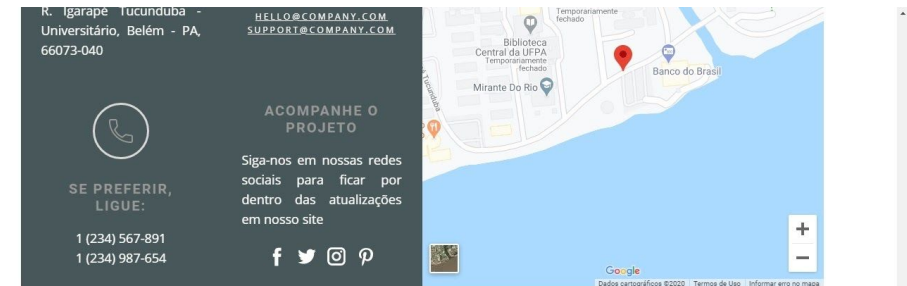 R. Igarapé Tucunduba -
Universitário, Belém - PA,
66073-040
HELLO@COMPANY.COM
SUPPORT@COMPANY.COM
SE PREFERIR,
LIGUE:
1 (234) 567-891
1 (234) 987-654
ACOMPANHE O
PROJETO
Siga-nos em nossas redes
sociais para ficar por
dentro das atualizações
em nosso site
Temporariamente
fechado
Biblioteca
Central da UFPA
Temporariamente
fechado
Banco do Brasil
Mirante Do Rio
Tucunduba
Google
Dados cartográficos ©2020
Termos de Uso
Informar erro no mapa